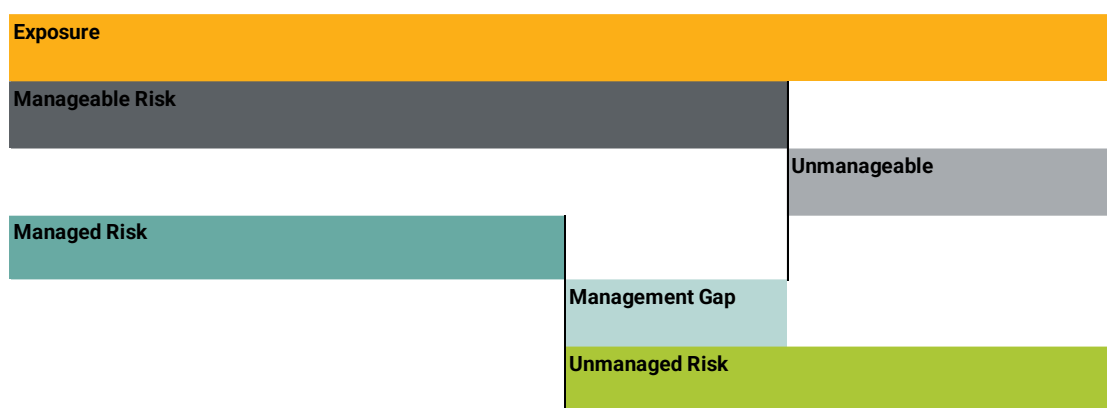 Exposure
Manageable Risk
Unmanageable
Managed Risk
Management Gap
Unmanaged Risk